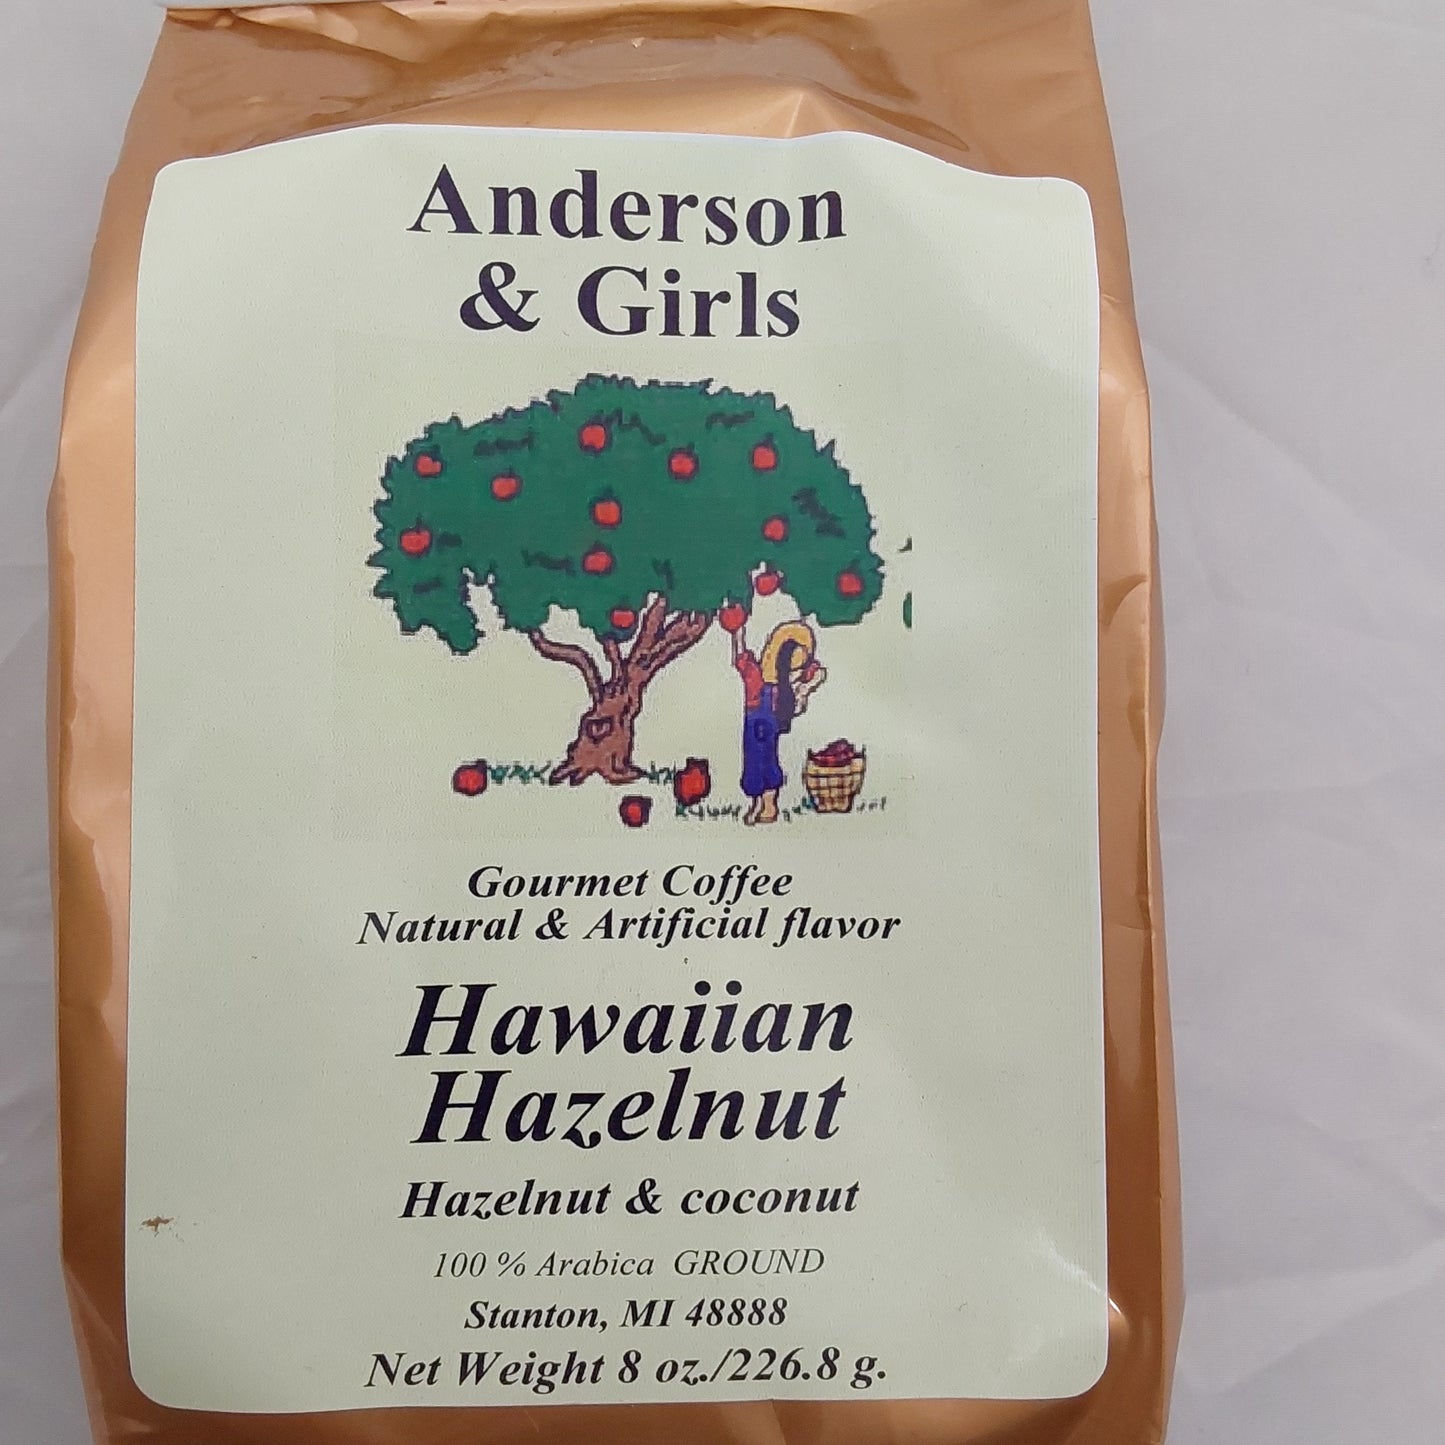 Anderson
& Girls
Gourmet Coffee
Natural & Artificial flavor
Hawaiian
Hazelnut
Hazelnut & coconut
100 % Arabica GROUND
Stanton, MI 48888
Net Weight 8 oz./226.8 g.